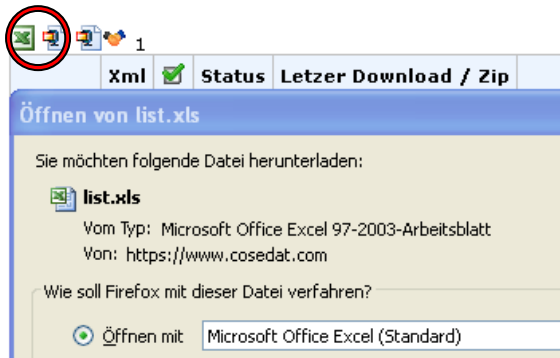 1
Xml Status Letzer Download / Zip
Öffnen von list.xls
Sie möchten folgende Datei herunterladen:
list.xls
Vom Typ: Microsoft Office Excel 97-2003-Arbeitsblatt
Von: https://www.cosedat.com
Wie soll Firefox mit dieser Datei verfahren?
Öffnen mit Microsoft Office Excel (Standard)